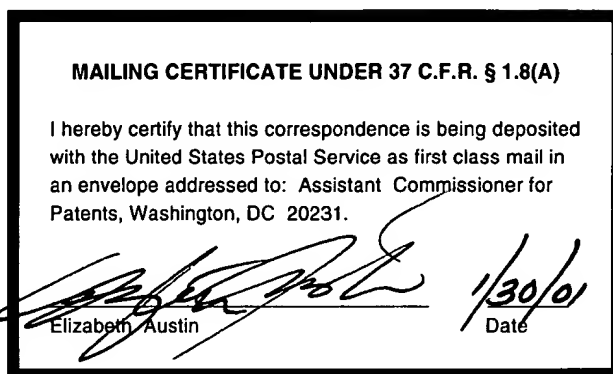 MAILING CERTIFICATE UNDER 37 C.F.R. § 1.8(A)
I hereby certify that this correspondence is being deposited
with the United States Postal Service as first class mail in
an envelope addressed to: Assistant Commissioner for
Patents, Washington, DC 20231.
1/30/01
Elizabeth Austin Date